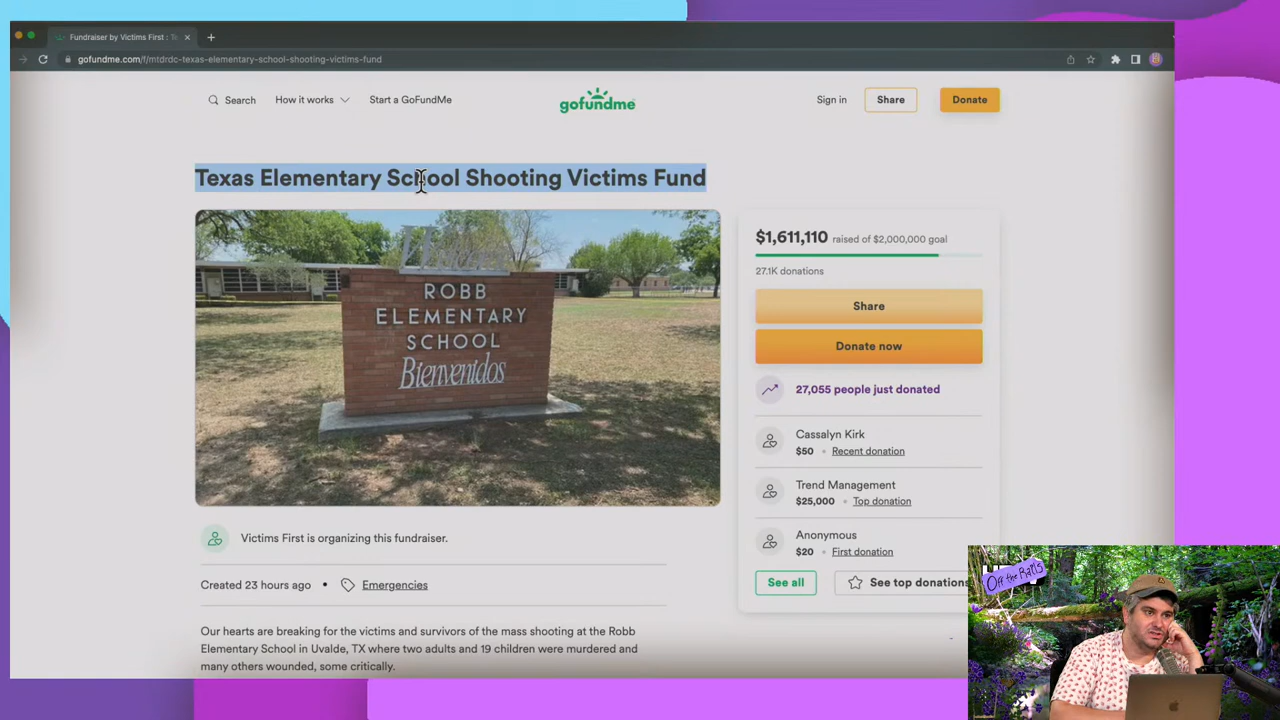 Fundraiser by Victims First : Te
gofundme.com/f/mtdrdc-texas-elementary-school-shooting-victims-fund
Search
How it works
Start a GoFundMe
gofundme
Sign in
Share
Donate
Texas Elementary School Shooting Victims Fund
ROBB
ELEMENTARY
SCHOOL
Bienvenidos
$1,611,110 raised of $2,000,000 goal
27.1K donations
Share
Donate now
27,055 people just donated
Cassalyn Kirk
$50 • Recent donation
Trend Management
$25,000 • Top donation
Anonymous
$20 • First donation
See all
See top donations
Victims First is organizing this fundraiser.
Created 23 hours ago • Emergencies
Our hearts are breaking for the victims and survivors of the mass shooting at the Robb
Elementary School in Uvalde, TX where two adults and 19 children were murdered and
many others wounded, some critically.
Off the Rails